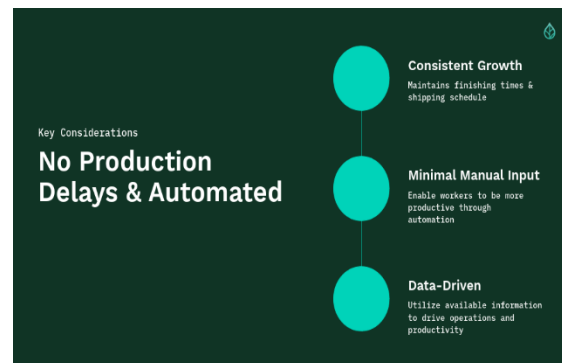 Key Considerations
No Production
Delays & Automated
Consistent Growth
Maintains finishing times &
shipping schedule
Minimal Manual Input
Enable workers to be more
productive through
automation
Data-Driven
Utilize available information
to drive operations and
productivity